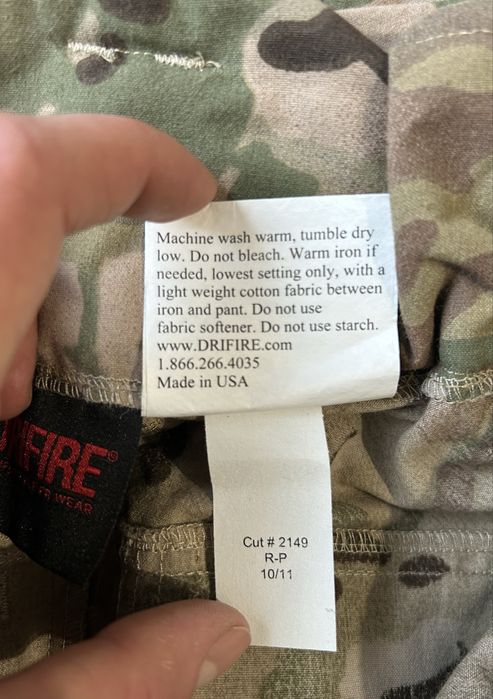 Machine wash warm, tumble dry
low. Do not bleach. Warm iron if
needed, lowest setting only, with a
light weight cotton fabric between
iron and pant. Do not use
fabric softener. Do not use starch.
www.DRIFIRE.com
1.866.266.4035
Made in USA
FIRE®
WEAR
Cut # 2149
R-P
10/11